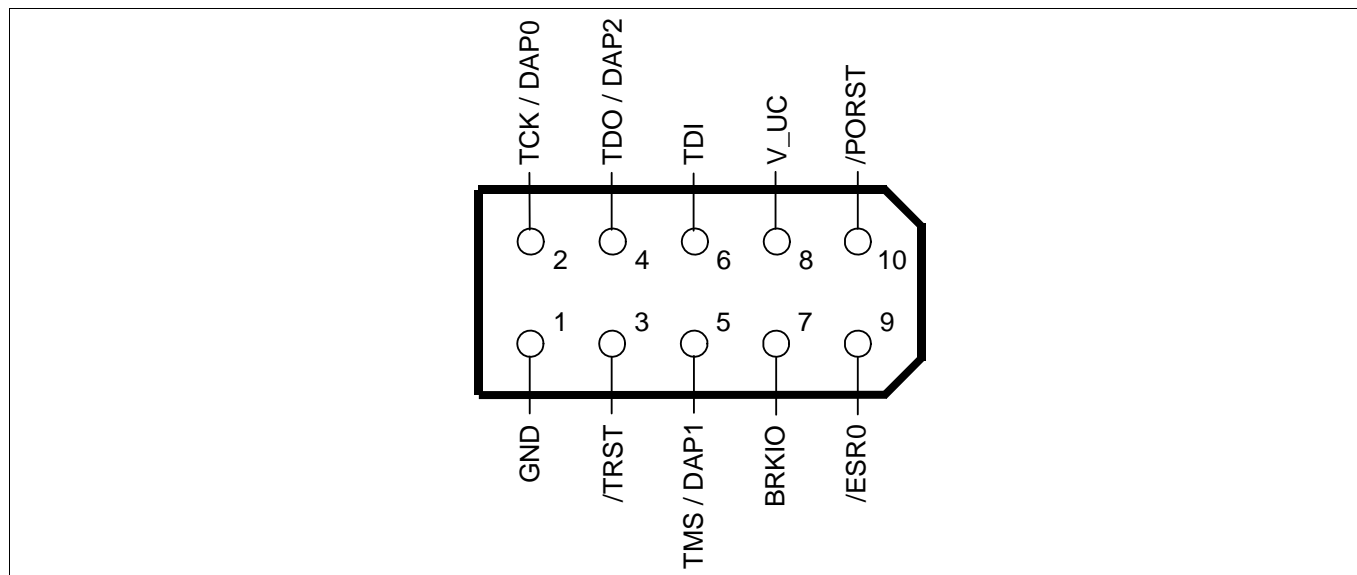 TCK / DAP0
TDO / DAP2
TDI
V_UC
/PORST
2
4
6
8
10
1
3
5
7
9
GND
/TRST
TMS / DAP1
BRKIO
/ESR0